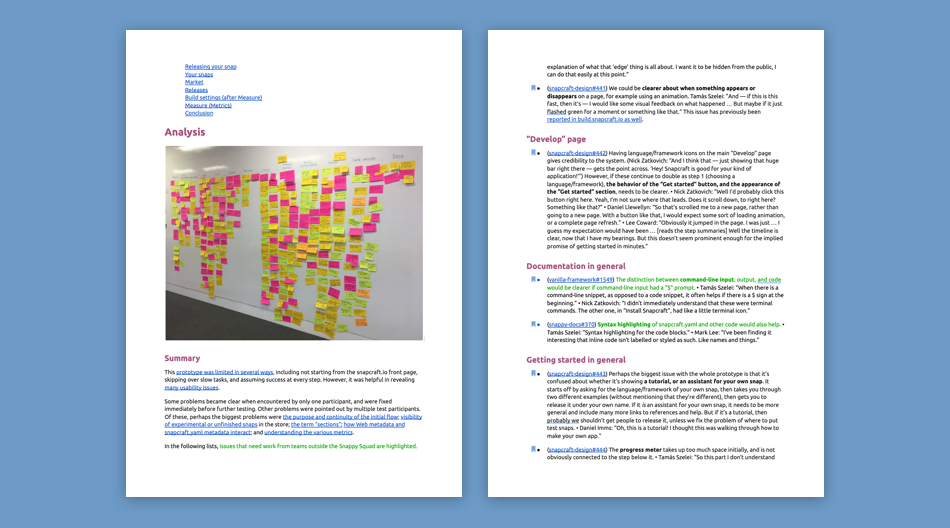 Releasing your snap
Your snaps
Market
Releases
Build settings (after Measure)
Measure (Metrics)
Conclusion
Analysis
Summary
This prototype was limited in several ways, including not starting from the snapcraft.io front page,
skipping over slow tasks, and assuming success at every step. However, it was helpful in revealing
many usability issues.
Some problems became clear when encountered by only one participant, and were fixed
immediately before further testing. Other problems were pointed out by multiple test participants.
Of these, perhaps the biggest problems were the purpose and continuity of the initial flow; visibility
of experimental or unfinished snaps in the store; the term "sections"; how Web metadata and
snapcraft.yaml metadata interact; and understanding the various metrics.
In the following lists, issues that need work from teams outside the Snappy Squad are highlighted.
explanation of what that 'edge' thing is all about. I want it to be hidden from the public, I
can do that easily at this point."
• (snapcraft-design#441) We could be clearer about when something appears or
disappears on a page, for example using an animation. Tamás Szelei: "And — if this is this
fast, then it's — I would like some visual feedback on what happened … But maybe if it just
flashed green for a moment or something like that." This issue has previously been
reported in build.snapcraft.io as well.
"Develop" page
• (snapcraft-design#442) Having language/framework icons on the main "Develop" page
gives credibility to the system. (Nick Zatkovich: "And I think that — just showing that huge
bar right there — gets the point across. 'Hey! Snapcraft is good for your kind of
application!'") However, if these continue to double as step 1 (choosing a
language/framework), the behavior of the "Get started" button, and the appearance of
the "Get started" section, needs to be clearer. • Nick Zatkovich: "Well I'd probably click this
button right here. Yeah, I'm not sure where that leads. Does it scroll down, to right here?
Something like that?" • Daniel Llewellyn: "So that's scrolled me to a new page, rather than
going to a new page. With a button like that, I would expect some sort of loading animation,
or a complete page refresh." • Lee Coward: "Obviously it jumped in the page. I was just … I
guess my expectation would have been … [reads the step summaries] Well the timeline is
clear, now that I have my bearings. But this doesn't seem prominent enough for the implied
promise of getting started in minutes."
Documentation in general
• (vanilla-framework#1549) The distinction between command-line input, output, and code
would be clearer if command-line input had a "$" prompt. • Tamás Szelei: "When there is a
command-line snippet, as opposed to a code snippet, it often helps if there is a $ sign at the
beginning." • Nick Zatkovich: "I didn't immediately understand these were terminal
commands. The other one, in "Install Snapcraft", had like a little terminal icon."
• (snappy-docs#370) Syntax highlighting of snapcraft.yaml and other code would also help. •
Tamás Szelei: "Syntax highlighting for the code blocks." • Mark Lee: "I've been finding it
interesting that inline code isn't labelled or styled as such. Like names and things."
Getting started in general
• (snapcraft-design#443) Perhaps the biggest issue with the whole prototype is that it's
confused about whether it's showing a tutorial, or an assistant for your own snap. It
starts off by asking for the language/framework of your own snap, then takes you through
two different examples (without mentioning that they're different), then gets you to
release it under your own name. If it is an assistant for your own snap, it needs to be more
general and include many more links to references and help. But if it's a tutorial, then
probably we shouldn't get people to release it, unless we fix the problem of where to put
test snaps. • Daniel Immc: "Oh, this is a tutorial! I thought this was walking through how to
make your own app."
• (snapcraft-design#444) The progress meter takes up too much space initially, and is not
obviously connected to the step below it. • Tamás Szelei: "So this part I don't understand